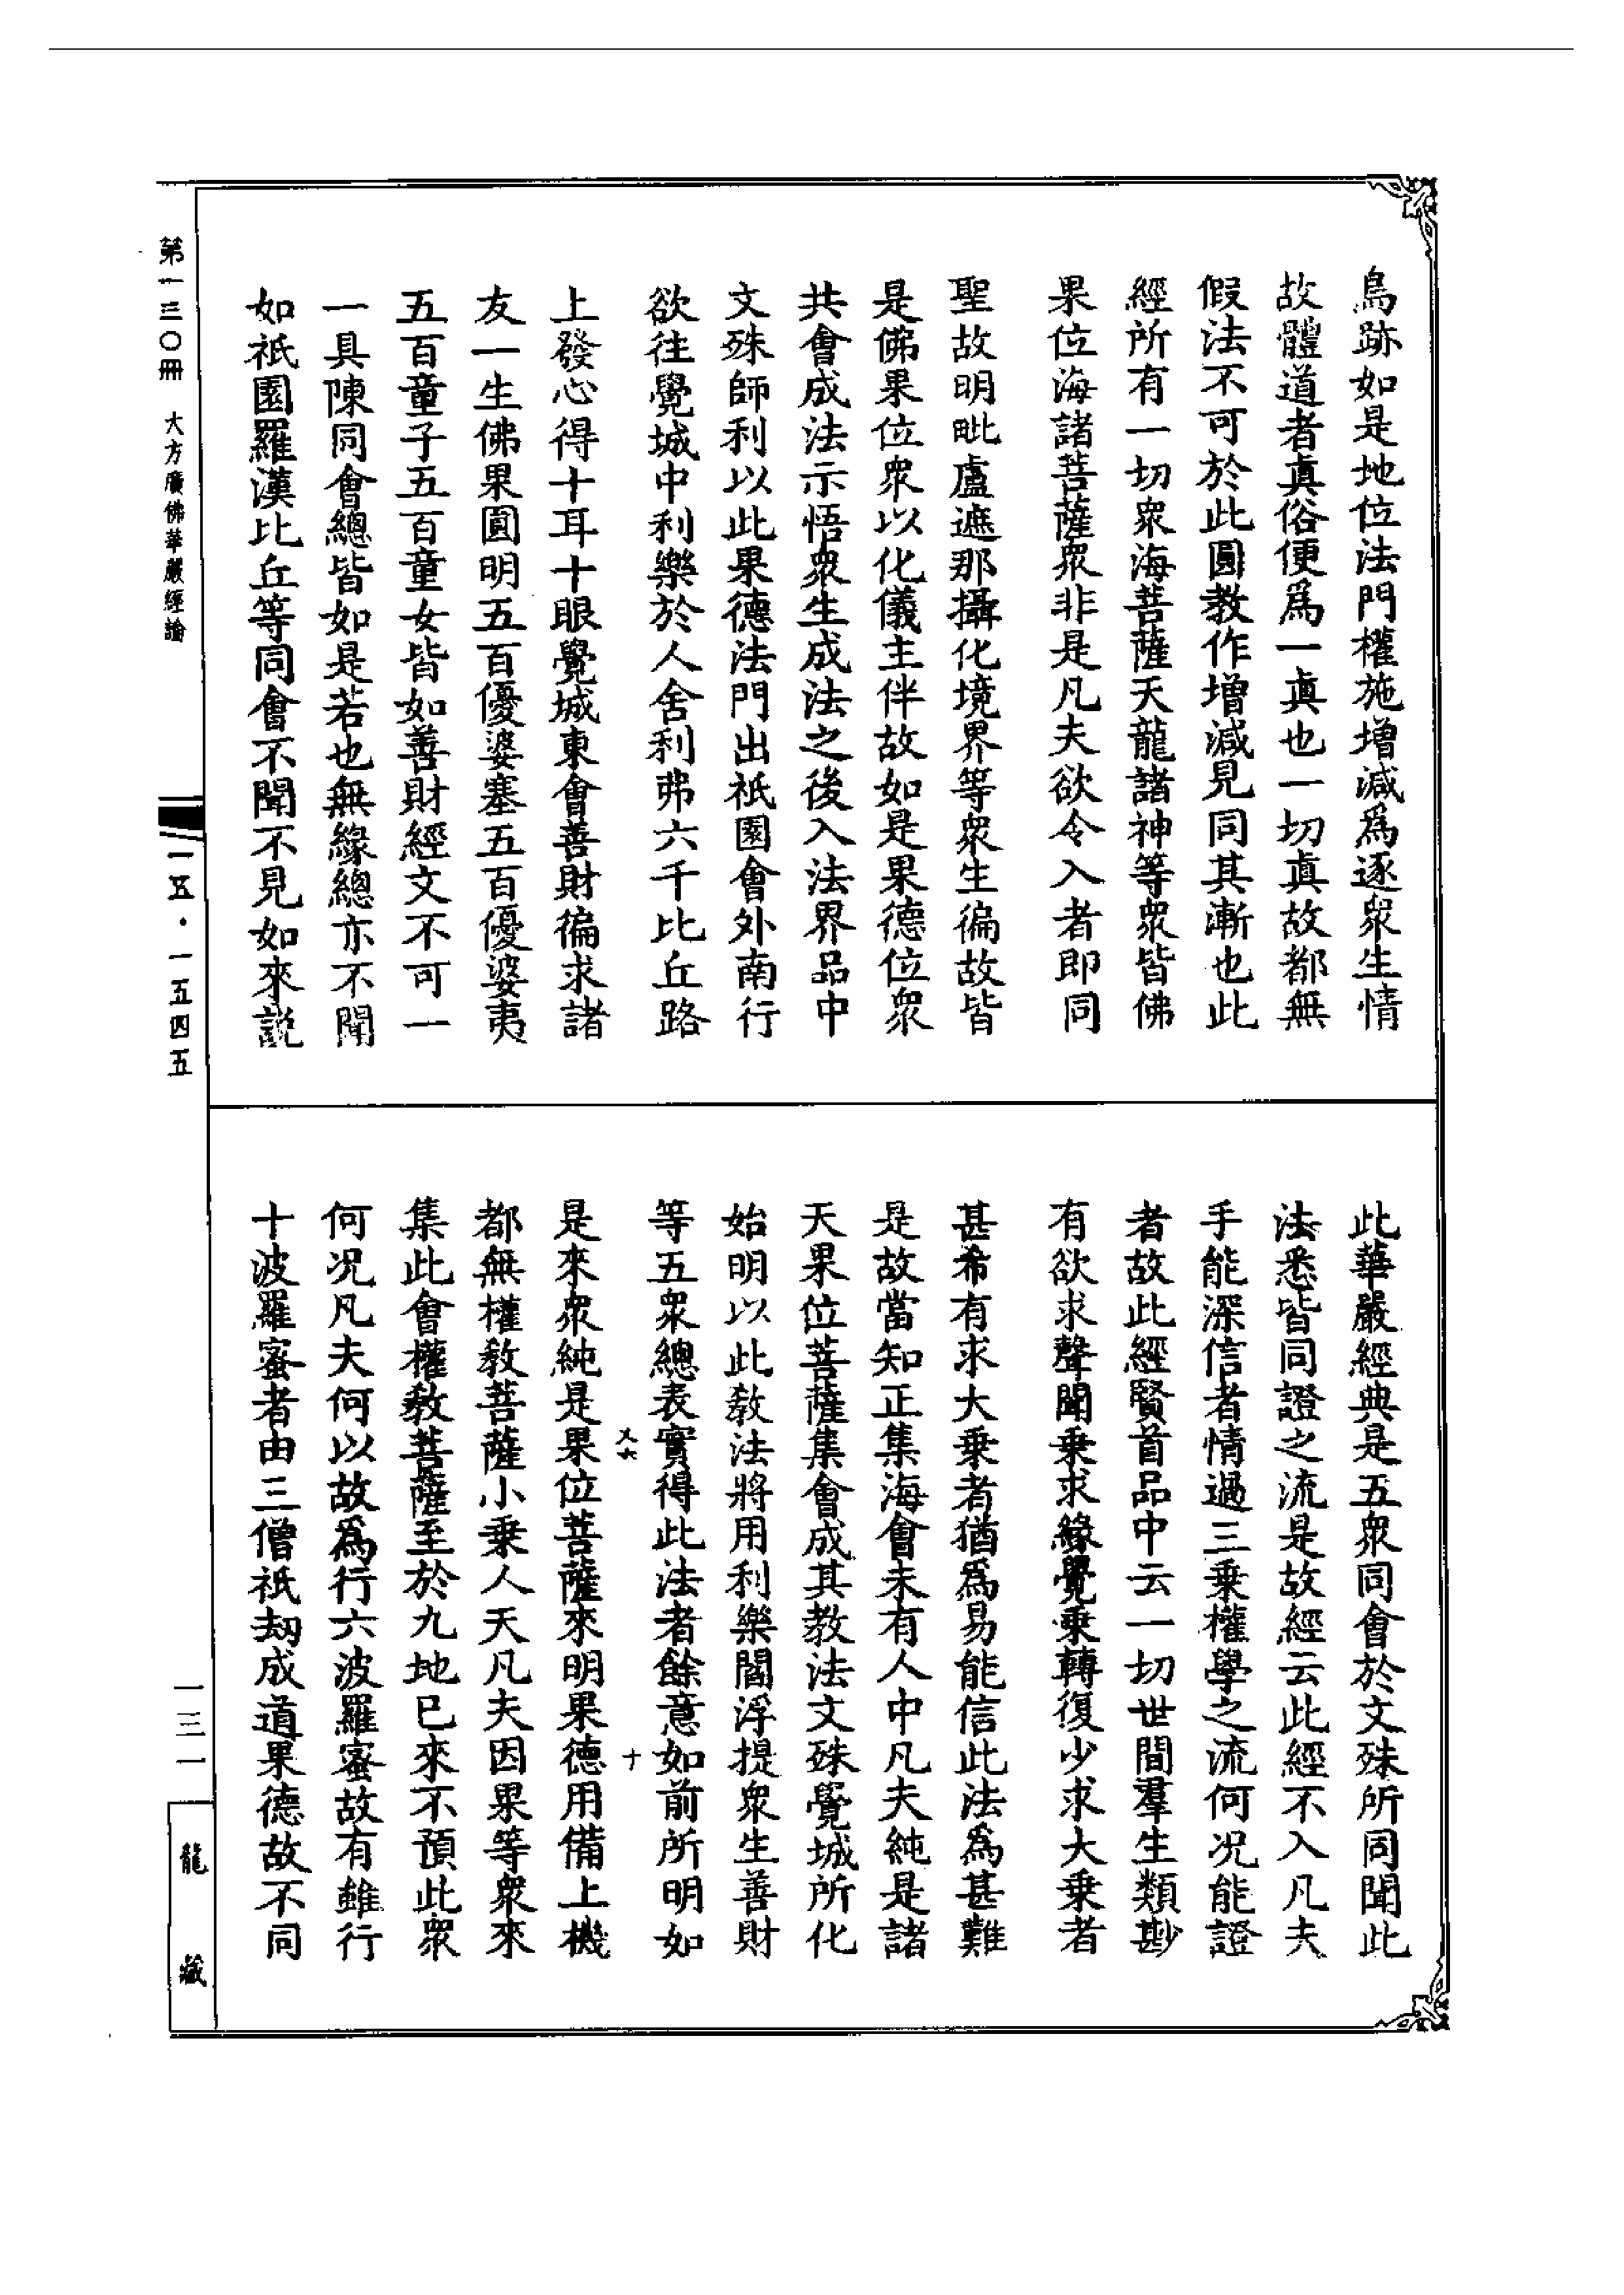 鳥跡如是地位法門權施增減爲逐衆生情
故體道者眞俗便爲一眞也一切眞故都無
假法不可於此圓教作增減見同其漸也此
經所有一切衆海菩薩天龍諸神等衆皆佛
果位海諸菩薩衆非是凡夫欲令入者即同
聖故明毗盧遮那攝化境界等衆生徧故皆
是佛果位衆以化儀主伴故如是果德位衆
共會成法示悟衆生成法之後入法界品中
文殊師利以此果德法門出祇園會外南行
欲往覺城中利樂於人舍利弗六千比丘路
上發心得十耳十眼覺城東會善財徧求諸
友一生佛果圓明五百優婆塞五百優婆夷
五百童子五百童女皆如善財經文不可一
一具陳同會總皆如是若也無緣總亦不聞
如祇園羅漢比丘等同會不聞不見如來説
此華嚴經典是五衆同會於文殊所同聞此
法悉皆同證之流是故經云此經不入凡夫
手能深信者情過三乗權學之流何況能證
者故此經賢首品中云一切世間羣生類尠
有欲求聲聞乗求緣覺乗轉復少求大乗者
甚希有求大乗者猶爲易能信此法爲甚難
是故當知正集海會未有人中凡夫純是諸
天果位菩薩集會成其教法文殊覺城所化
始明以此敎法將用利樂閻浮提衆生善財
等五衆總表實得此法者餘意如前所明如
是來衆純是果位菩薩來明果德用備上機
都無權敎菩薩小乗人天凡夫因果等衆來
集此會權敎菩薩至於九地已來不預此衆
何況凡夫何以故爲行六波羅蜜故有雖行
十波羅蜜者由三僧祇劫成道果德故不同
第一三〇冊 大方廣佛華嚴經論
一五·一五四五
一三一
龍藏